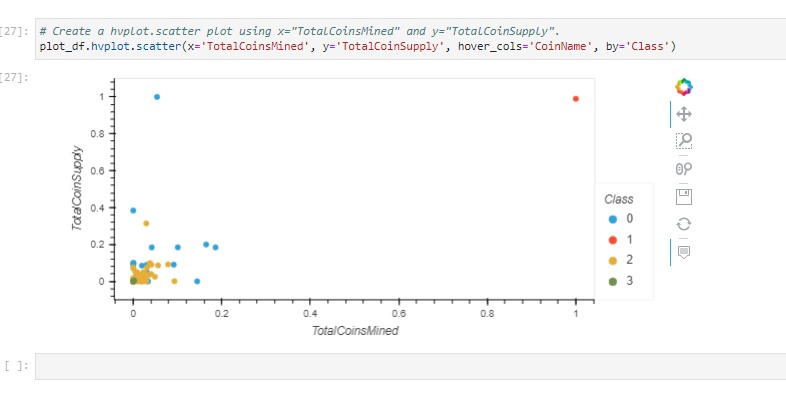 [27]: # Create a hvplot.scatter plot using x="TotalCoinsMined" and y="TotalCoinSupply".
plot_df.hvplot.scatter(x='TotalCoinsMined', y='TotalCoinSupply', hover_cols='CoinName', by='Class')
[27]:
1
0.8
0.6
0.4
0.2
0
TotalCoinSupply
0 0.2 0.4 0.6 0.8 1
TotalCoinsMined
Class
0
1
2
3
[ ]: